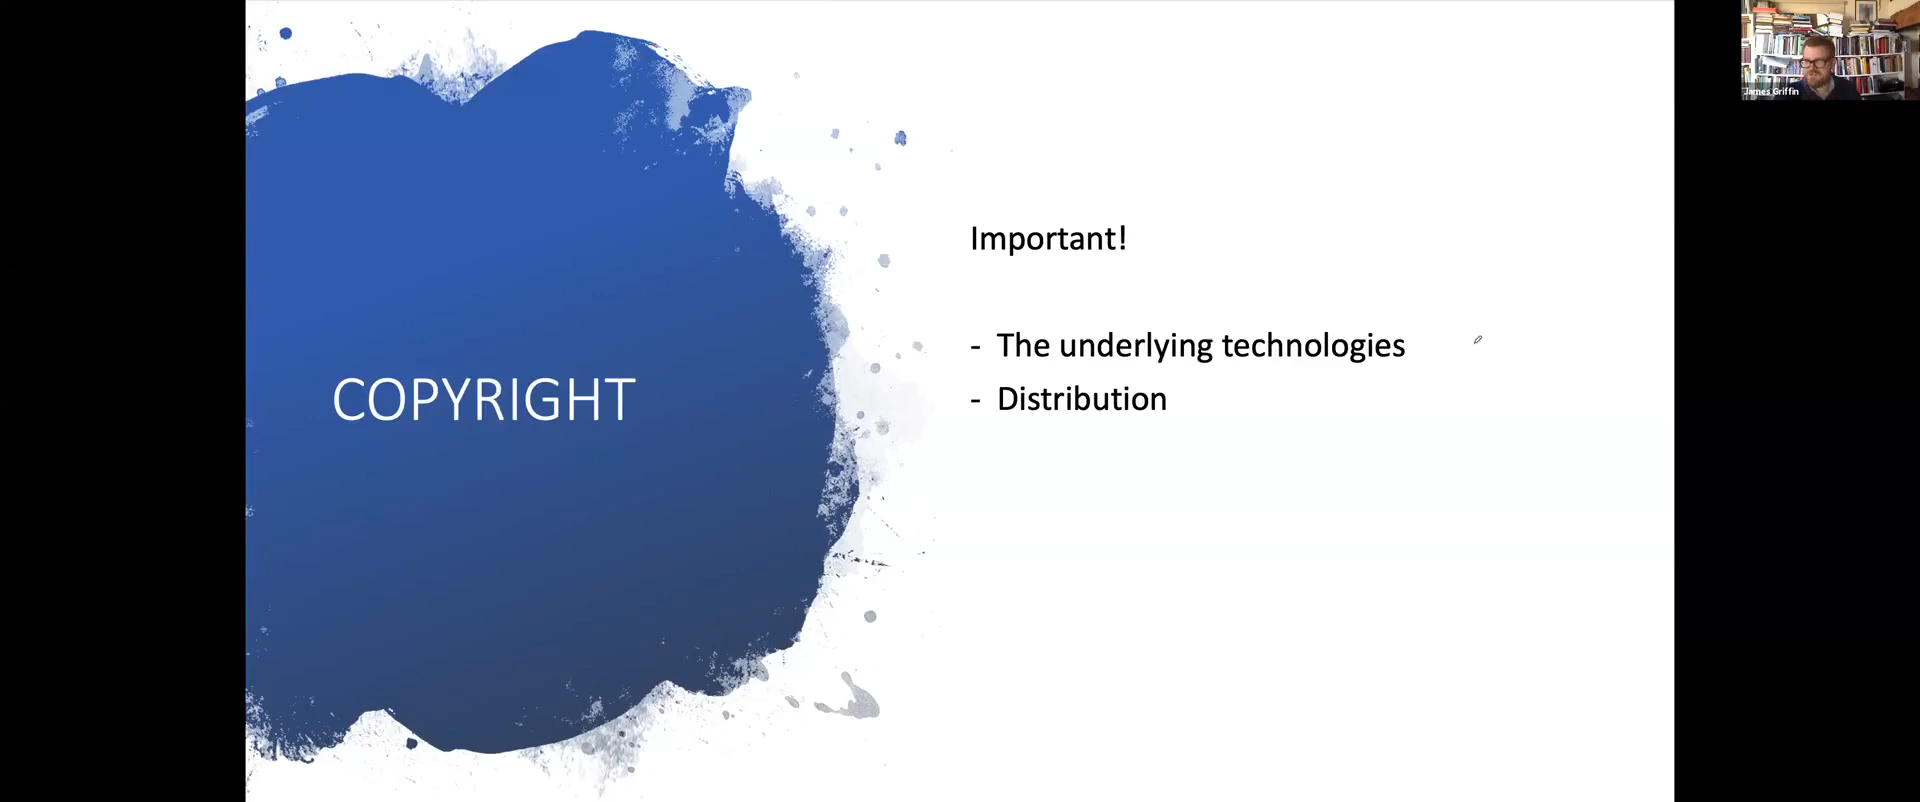 James Griffin
Important!
- The underlying technologies
COPYRIGHT
- Distribution